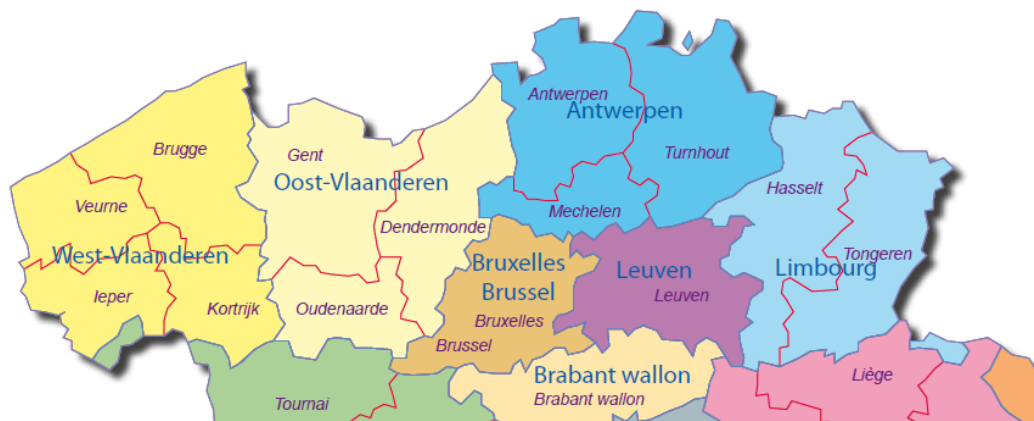 Antwerpen
Antwerpen
Brugge
Gent
Turnhout
Oost-Vlaanderen
Hasselt
Veurne
Mechelen
Dendermonde
West-Vlaanderen
Tongeren
Bruxelles
Brussel
Leuven
Leuven
Limbourg
Ieper
Kortrijk
Oudenaarde
Bruxelles
Brussel
Brabant wallon
Brabant wallon
Liège
Tournai